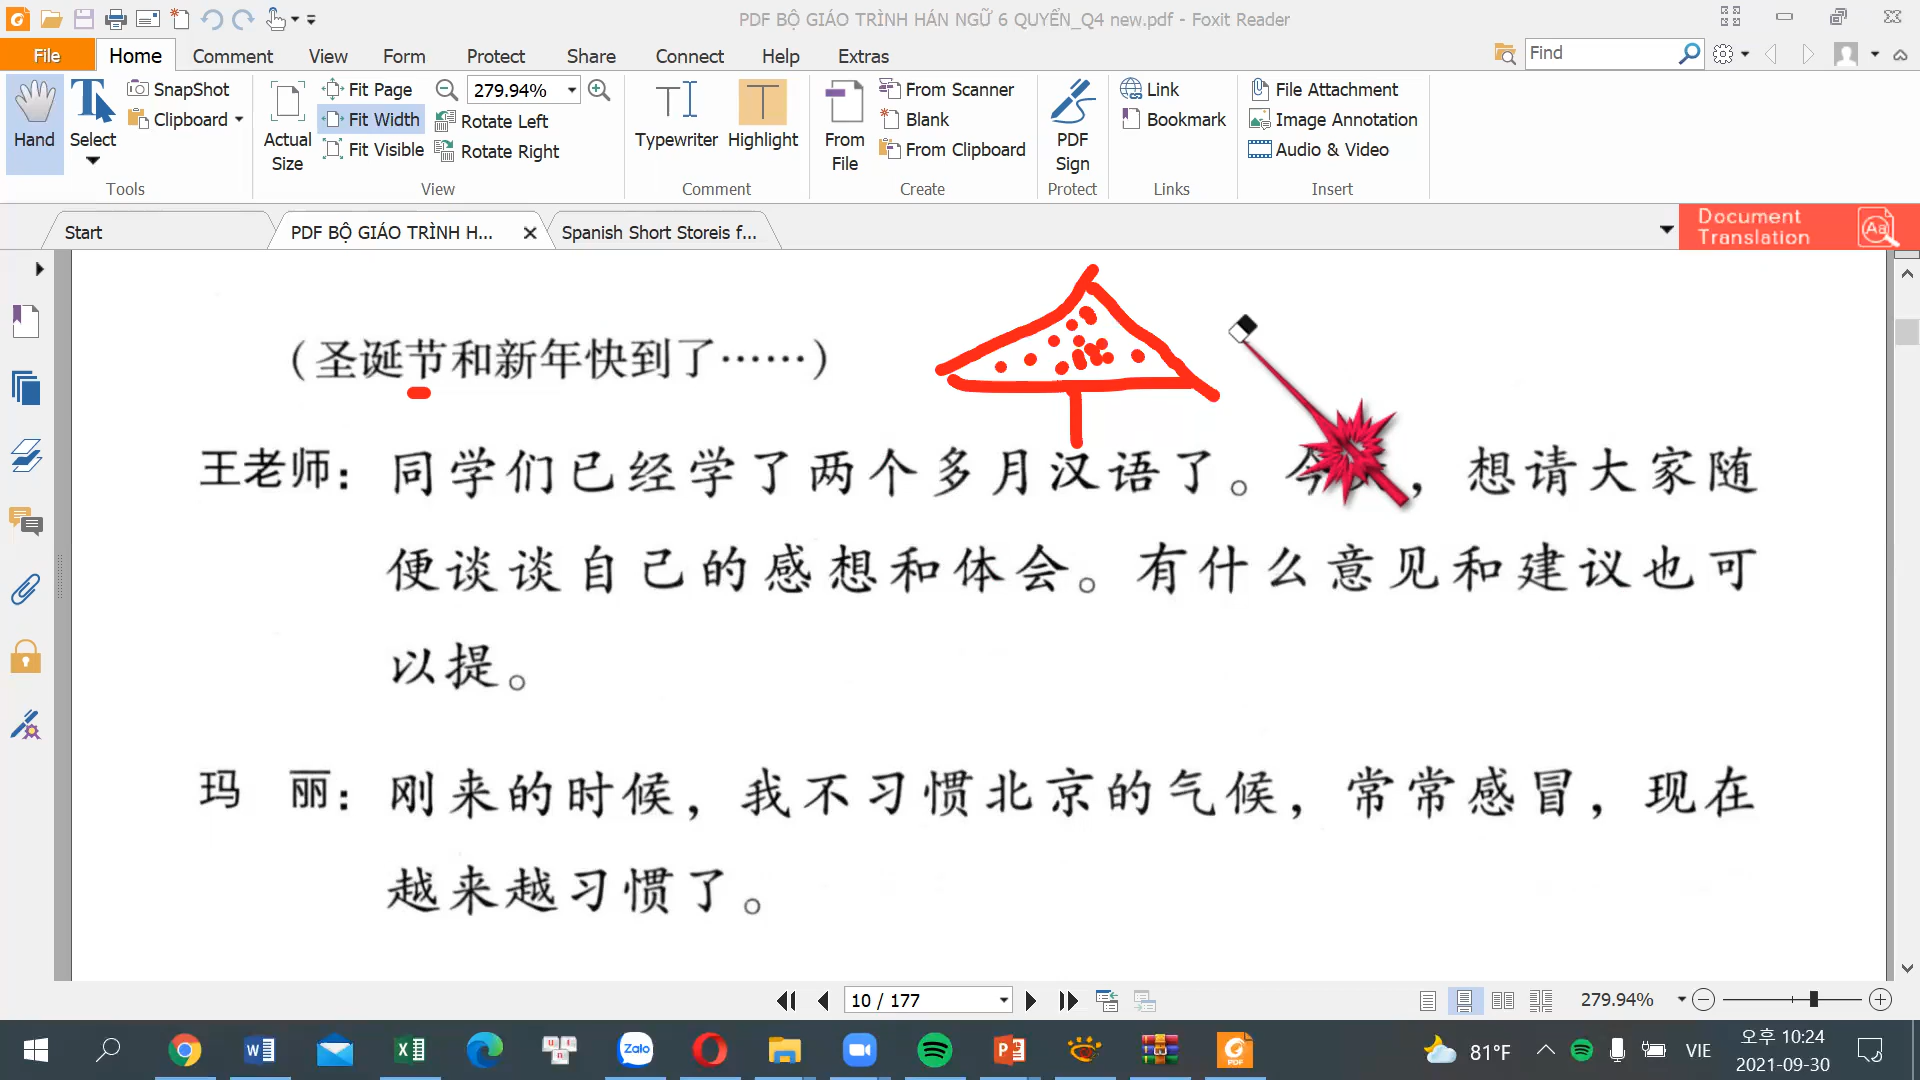 PDF BỘ GIÁO TRÌNH HÁN NGỮ 6 QUYỂN_Q4 new.pdf - Foxit Reader
File Home Comment View Form Protect Share Connect Help Extras
Find
Hand
Select
SnapShot
Clipboard
Tools
Actual Size
Fit Page
Fit Width
Fit Visible
279.94%
Rotate Left
Rotate Right
View
Typewriter
Highlight
Comment
From File
From Scanner
Blank
From Clipboard
Create
PDF Sign
Protect
Link
Bookmark
Links
File Attachment
Image Annotation
Audio & Video
Insert
Start
PDF BỘ GIÁO TRÌNH H...
Spanish Short Storeis f...
Document
Translation
（圣诞节和新年快到了……）
王老师：同学们已经学了两个多月汉语了。今，想请大家随
便谈谈自己的感想和体会。有什么意见和建议也可
以提。
玛　丽：刚来的时候，我不习惯北京的气候，常常感冒，现在
越来越习惯了。
10 / 177
279.94%
Zalo
81°F
VIE
오후 10:24
2021-09-30